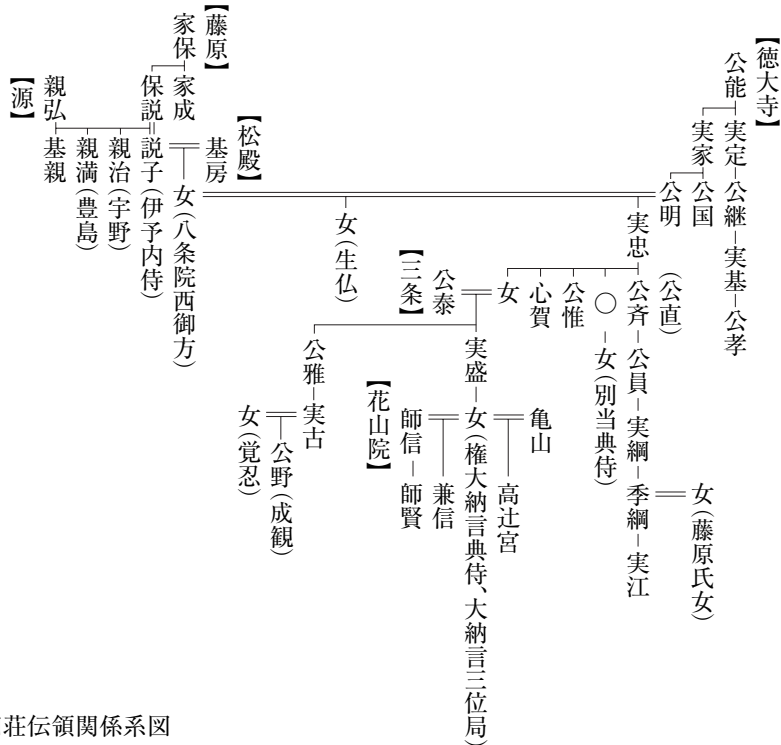 【徳大寺】
公能
実定
公継
実基
公孝
実家
公国
公明
(公直)
実忠
公斉
公員
実綱
季綱
実江
女(藤原氏女)
○
女(別当典侍)
公惟
心賀
女
公泰
【三条】
亀山
高辻宮
実盛
女(権大納言典侍、大納言三位局)
兼信
師信
師賢
【花山院】
公雅
実古
公野(成観)
女(覚忍)
女(生仏)
【松殿】
基房
女(八条院西御方)
【藤原】
家保
家成
保説
説子(伊予内侍)
親治(宇野)
親満(豊島)
親弘
基親
【源】
荘伝領関係系図